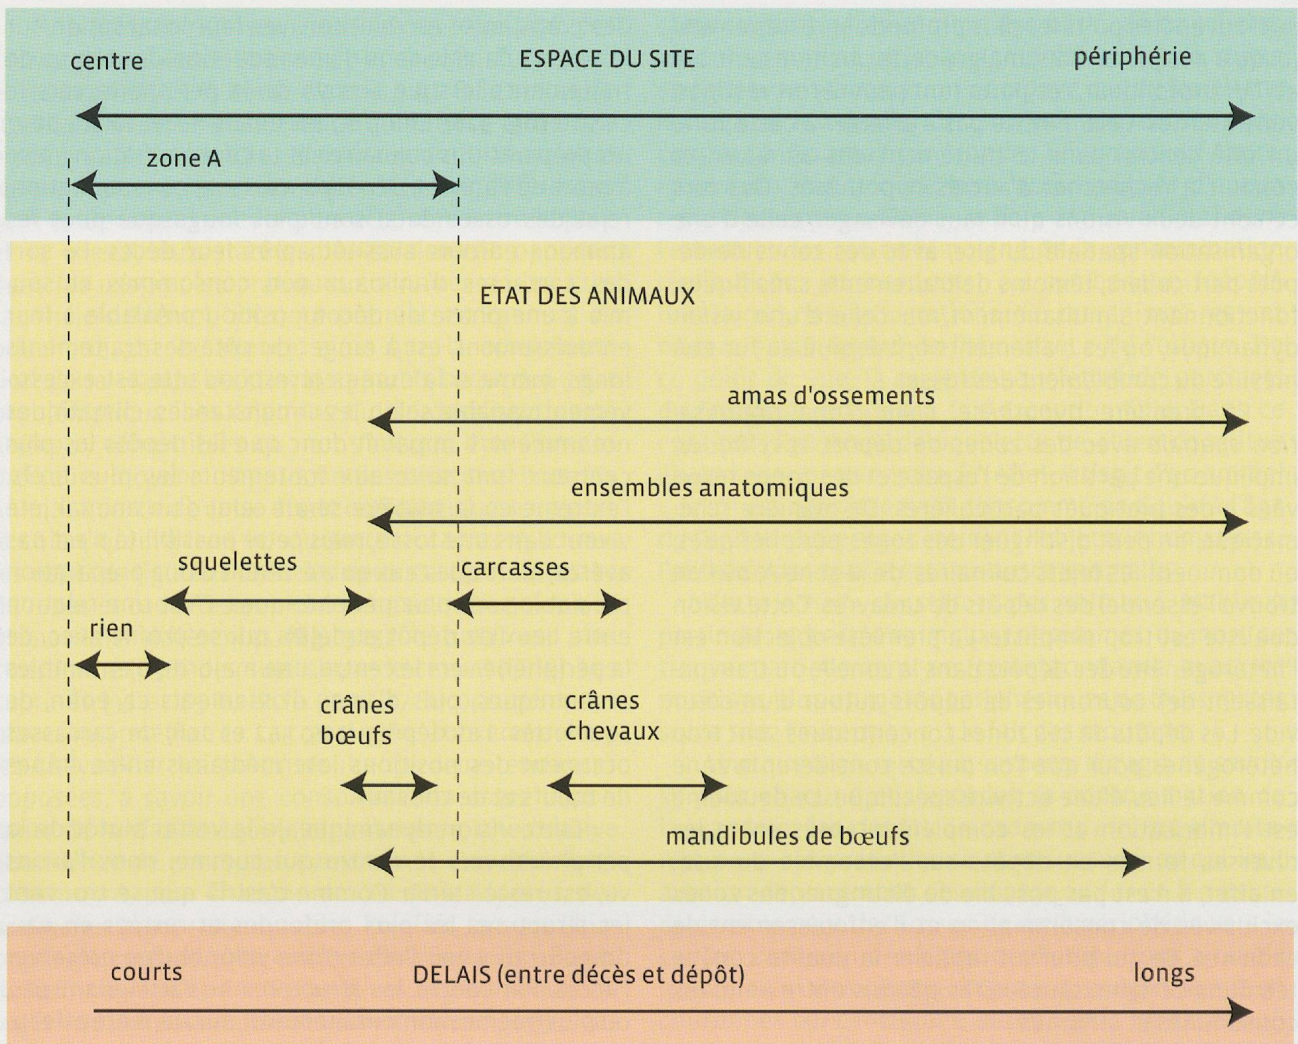 centre
ESPACE DU SITE
périphérie
zone A
ETAT DES ANIMAUX
amas d'ossements
ensembles anatomiques
squelettes
carcasses
rien
crânes
bœufs
crânes
chevaux
mandibules de bœufs
courts
DELAIS (entre décès et dépôt)
longs